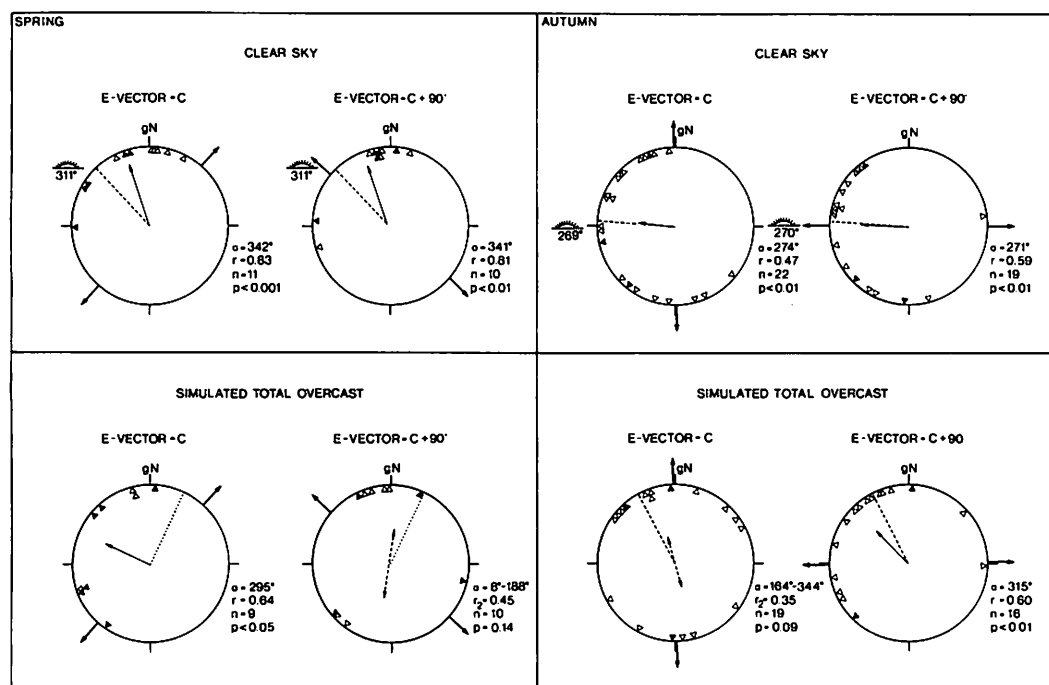 SPRING
CLEAR SKY
E-VECTOR=C
E-VECTOR=C+90°
gN
gN
311°
311°
α=342°
r=0.83
n=11
p<0.001
α=341°
r=0.81
n=10
p<0.01
AUTUMN
CLEAR SKY
E-VECTOR=C
E-VECTOR=C+90°
gN
gN
269°
270°
α=274°
r=0.47
n=22
p<0.01
α=271°
r=0.59
n=19
p<0.01
SIMULATED TOTAL OVERCAST
E-VECTOR=C
E-VECTOR=C+90°
gN
gN
α=295°
r=0.64
n=9
p<0.05
α=8°-188°
r₂=0.45
n=10
p=0.14
SIMULATED TOTAL OVERCAST
E-VECTOR=C
E-VECTOR=C+90
gN
gN
α=164°-344°
r₂=0.35
n=19
p=0.09
α=315°
r=0.60
n=16
p<0.01